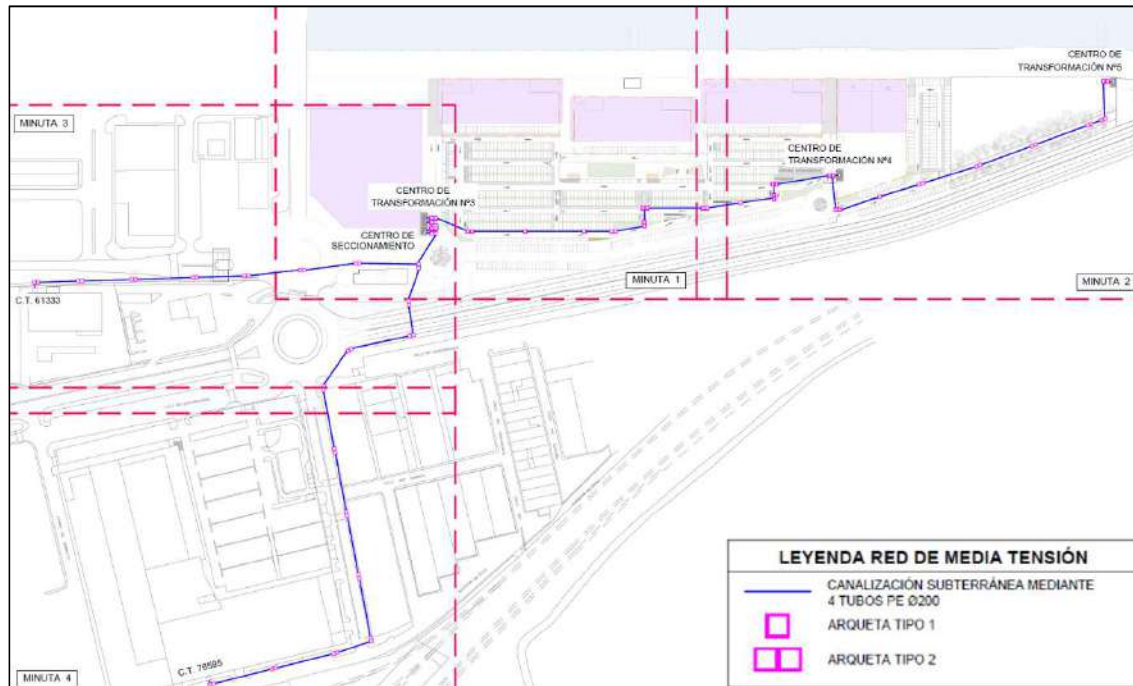 CENTRO DE
TRANSFORMACIÓN Nº5
MINUTA 3
CENTRO DE
TRANSFORMACIÓN Nº4
CENTRO DE
TRANSFORMACIÓN Nº3
CENTRO DE
SECCIONAMIENTO
MINUTA 1
MINUTA 2
C.T. 61333
C.T. 76595
MINUTA 4
LEYENDA RED DE MEDIA TENSIÓN
CANALIZACIÓN SUBTERRÁNEA MEDIANTE
4 TUBOS PE Ø200
ARQUETA TIPO 1
ARQUETA TIPO 2